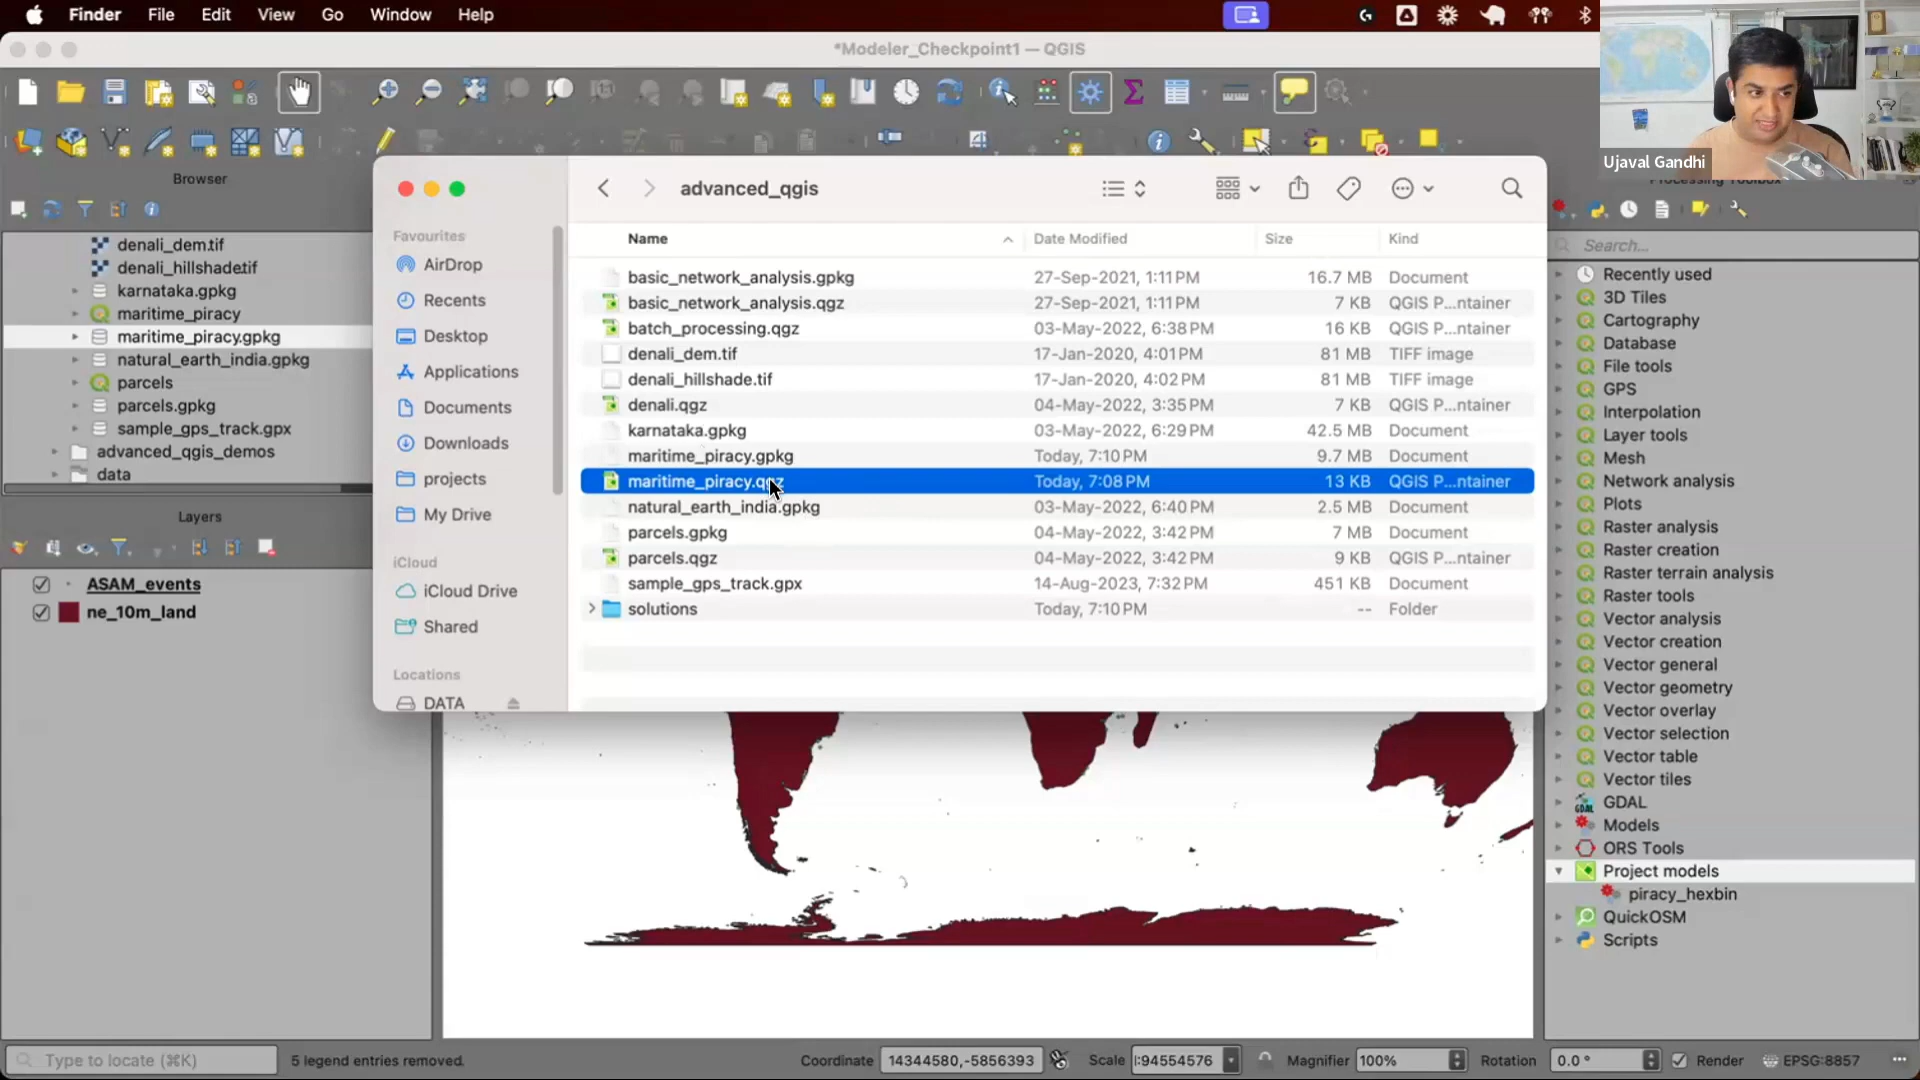 Finder File Edit View Go Window Help
*Modeler_Checkpoint1 — QGIS
Ujaval Gandhi
Browser
denali_dem.tif
denali_hillshade.tif
karnataka.gpkg
maritime_piracy
maritime_piracy.gpkg
natural_earth_india.gpkg
parcels
parcels.gpkg
sample_gps_track.gpx
advanced_qgis_demos
data
Layers
ASAM_events
ne_10m_land
advanced_qgis
Favourites
AirDrop
Recents
Desktop
Applications
Documents
Downloads
projects
My Drive
iCloud
iCloud Drive
Shared
Locations
DATA
Name Date Modified Size Kind
basic_network_analysis.gpkg 27-Sep-2021, 1:11 PM 16.7 MB Document
basic_network_analysis.qgz 27-Sep-2021, 1:11 PM 7 KB QGIS P...ntainer
batch_processing.qgz 03-May-2022, 6:38 PM 16 KB QGIS P...ntainer
denali_dem.tif 17-Jan-2020, 4:01 PM 81 MB TIFF image
denali_hillshade.tif 17-Jan-2020, 4:02 PM 81 MB TIFF image
denali.qgz 04-May-2022, 3:35 PM 7 KB QGIS P...ntainer
karnataka.gpkg 03-May-2022, 6:29 PM 42.5 MB Document
maritime_piracy.gpkg Today, 7:10 PM 9.7 MB Document
maritime_piracy.qgz Today, 7:08 PM 13 KB QGIS P...ntainer
natural_earth_india.gpkg 03-May-2022, 6:40 PM 2.5 MB Document
parcels.gpkg 04-May-2022, 3:42 PM 7 MB Document
parcels.qgz 04-May-2022, 3:42 PM 9 KB QGIS P...ntainer
sample_gps_track.gpx 14-Aug-2023, 7:32 PM 451 KB Document
solutions Today, 7:10 PM -- Folder
Search...
Recently used
3D Tiles
Cartography
Database
File tools
GPS
Interpolation
Layer tools
Mesh
Network analysis
Plots
Raster analysis
Raster creation
Raster terrain analysis
Raster tools
Vector analysis
Vector creation
Vector general
Vector geometry
Vector overlay
Vector selection
Vector table
Vector tiles
GDAL
Models
ORS Tools
Project models
piracy_hexbin
QuickOSM
Scripts
Type to locate (⌘K) 5 legend entries removed. Coordinate 14344580,-5856393 Scale 1:94554576 Magnifier 100% Rotation 0.0 ° Render EPSG:8857